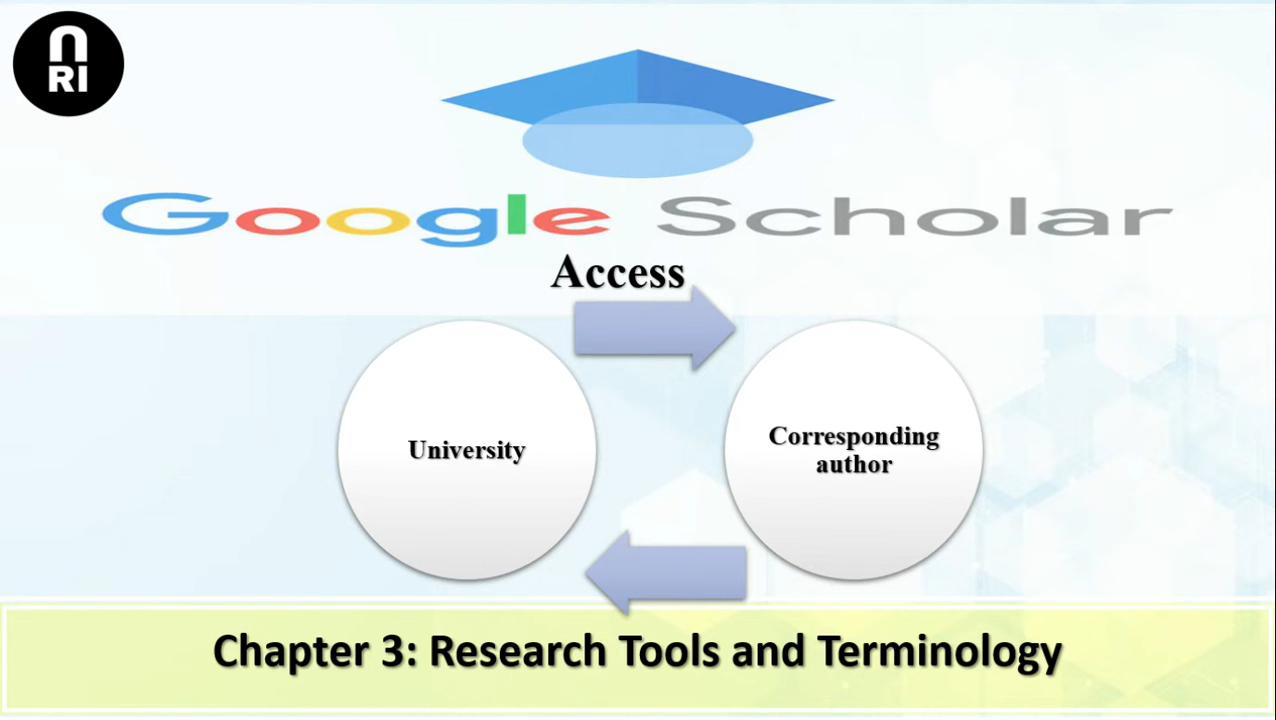 n
RI
Google Scholar
Access
University
Corresponding
author
Chapter 3: Research Tools and Terminology